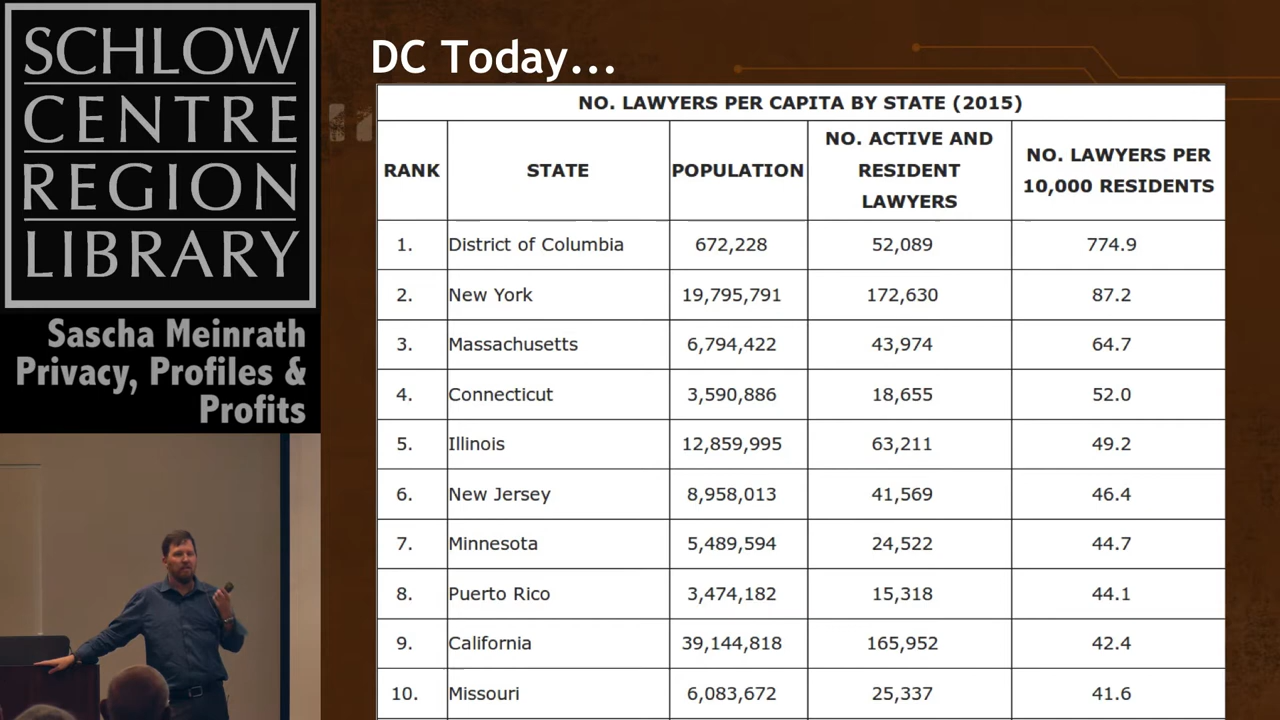 SCHLOW
CENTRE
REGION
LIBRARY
Sascha Meinrath
Privacy, Profiles &
Profits
DC Today...
NO. LAWYERS PER CAPITA BY STATE (2015)
RANK STATE POPULATION NO. ACTIVE AND RESIDENT LAWYERS NO. LAWYERS PER 10,000 RESIDENTS
1. District of Columbia 672,228 52,089 774.9
2. New York 19,795,791 172,630 87.2
3. Massachusetts 6,794,422 43,974 64.7
4. Connecticut 3,590,886 18,655 52.0
5. Illinois 12,859,995 63,211 49.2
6. New Jersey 8,958,013 41,569 46.4
7. Minnesota 5,489,594 24,522 44.7
8. Puerto Rico 3,474,182 15,318 44.1
9. California 39,144,818 165,952 42.4
10. Missouri 6,083,672 25,337 41.6